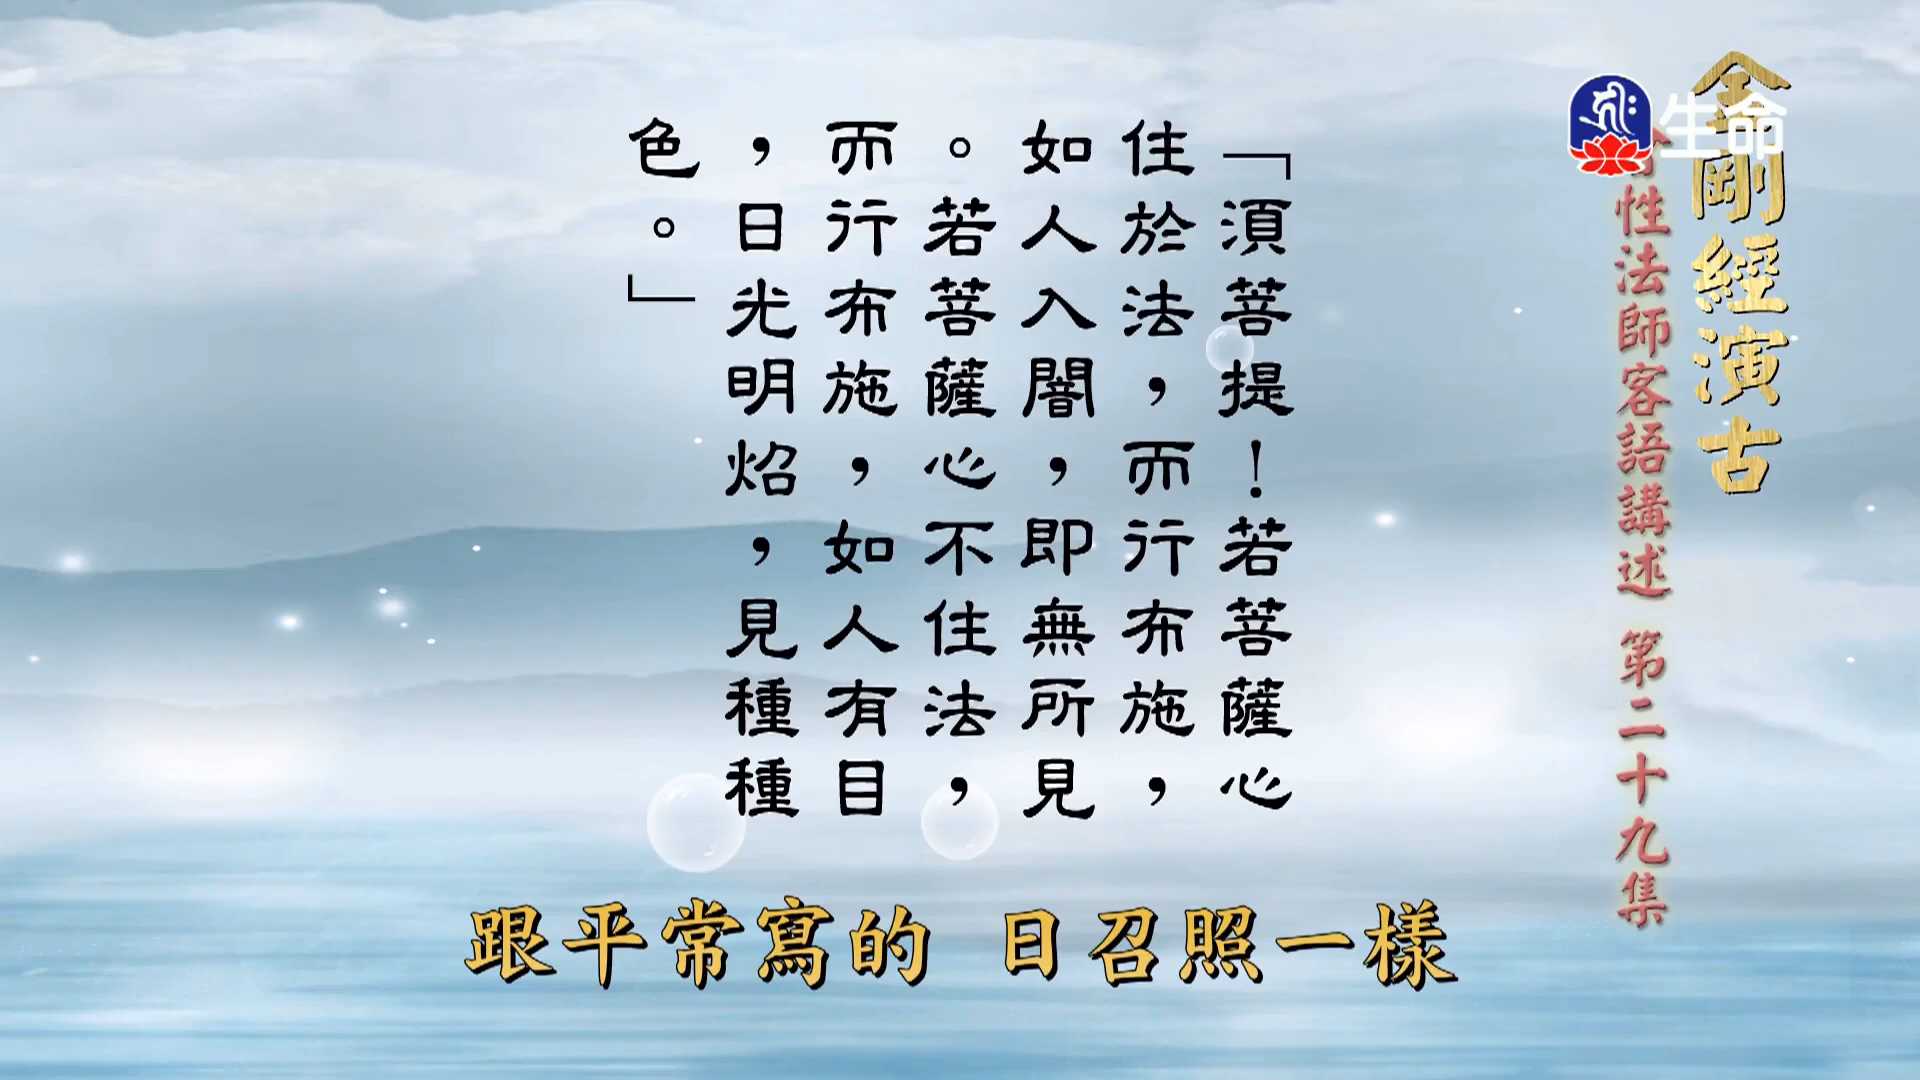 金剛經演古
性法師客語講述 第二十九集
生命
「須菩提！若菩薩心
住於法，而行布施，
如人入闇，即無所見
。若菩薩心不住法，
而行布施，如人有目
，日光明焰，見種種
色。」
跟平常寫的 日召照一樣